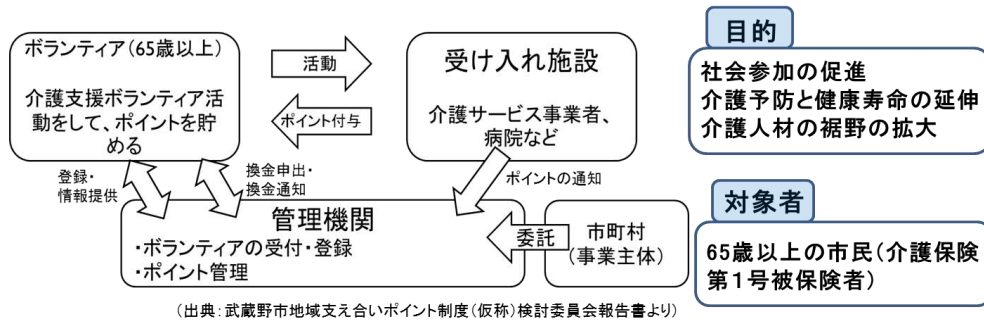 ボランティア(65歳以上)
介護支援ボランティア活
動をして、ポイントを貯
める
活動
ポイント付与
受け入れ施設
介護サービス事業者、
病院など
目的
社会参加の促進
介護予防と健康寿命の延伸
介護人材の裾野の拡大
登録・
情報提供
換金申出・
換金通知
ポイントの通知
管理機関
・ボランティアの受付・登録
・ポイント管理
委託
市町村
(事業主体)
対象者
65歳以上の市民(介護保険
第1号被保険者)
(出典:武蔵野市地域支え合いポイント制度(仮称)検討委員会報告書より)